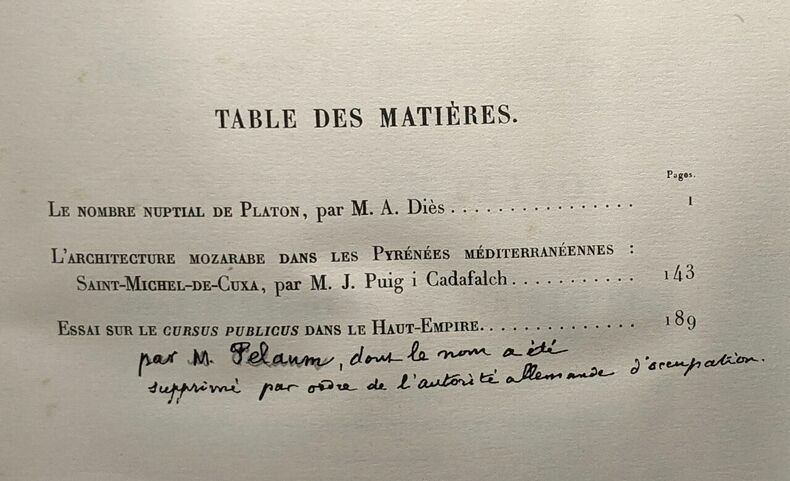 TABLE DES MATIÈRES.
Pages.
LE NOMBRE NUPTIAL DE PLATON, par M. A. Diès . . . . . . . . . . . . . . . . 1
L'ARCHITECTURE MOZARABE DANS LES PYRÉNÉES MÉDITERRANÉENNES :
SAINT-MICHEL-DE-CUXA, par M. J. Puig i Cadafalch . . . . . . . . . . . 143
ESSAI SUR LE CURSUS PUBLICUS DANS LE HAUT-EMPIRE. . . . . . . . . . . . . . 189
par M. Pflaum, dont le nom a été
supprimé par ordre de l'autorité allemande d'occupation.